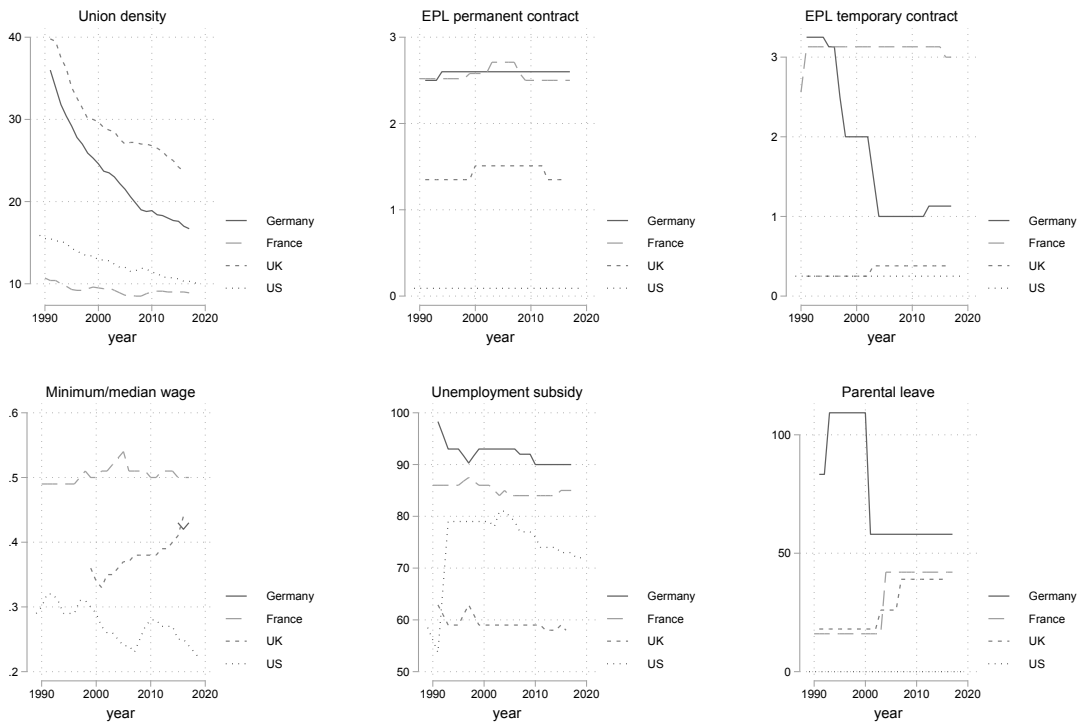 Union density
40
30
20
10
1990 2000 2010 2020
year
Germany
France
UK
US
EPL permanent contract
3
2
1
0
1990 2000 2010 2020
year
Germany
France
UK
US
EPL temporary contract
3
2
1
0
1990 2000 2010 2020
year
Germany
France
UK
US
Minimum/median wage
.6
.5
.4
.3
.2
1990 2000 2010 2020
year
Germany
France
UK
US
Unemployment subsidy
100
90
80
70
60
50
1990 2000 2010 2020
year
Germany
France
UK
US
Parental leave
100
50
0
1990 2000 2010 2020
year
Germany
France
UK
US